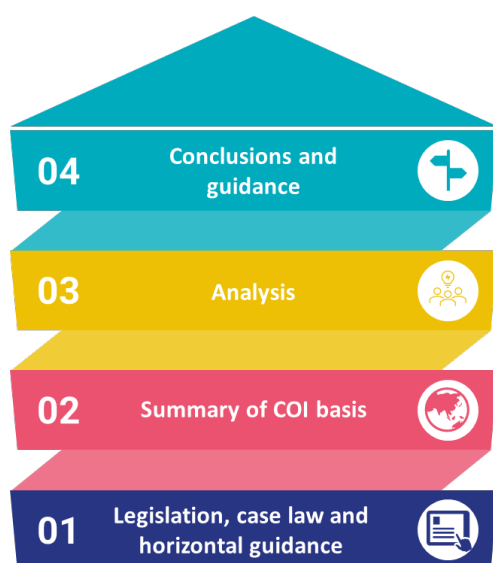 04
Conclusions and
guidance
03
Analysis
02
Summary of COI basis
01
Legislation, case law and
horizontal guidance